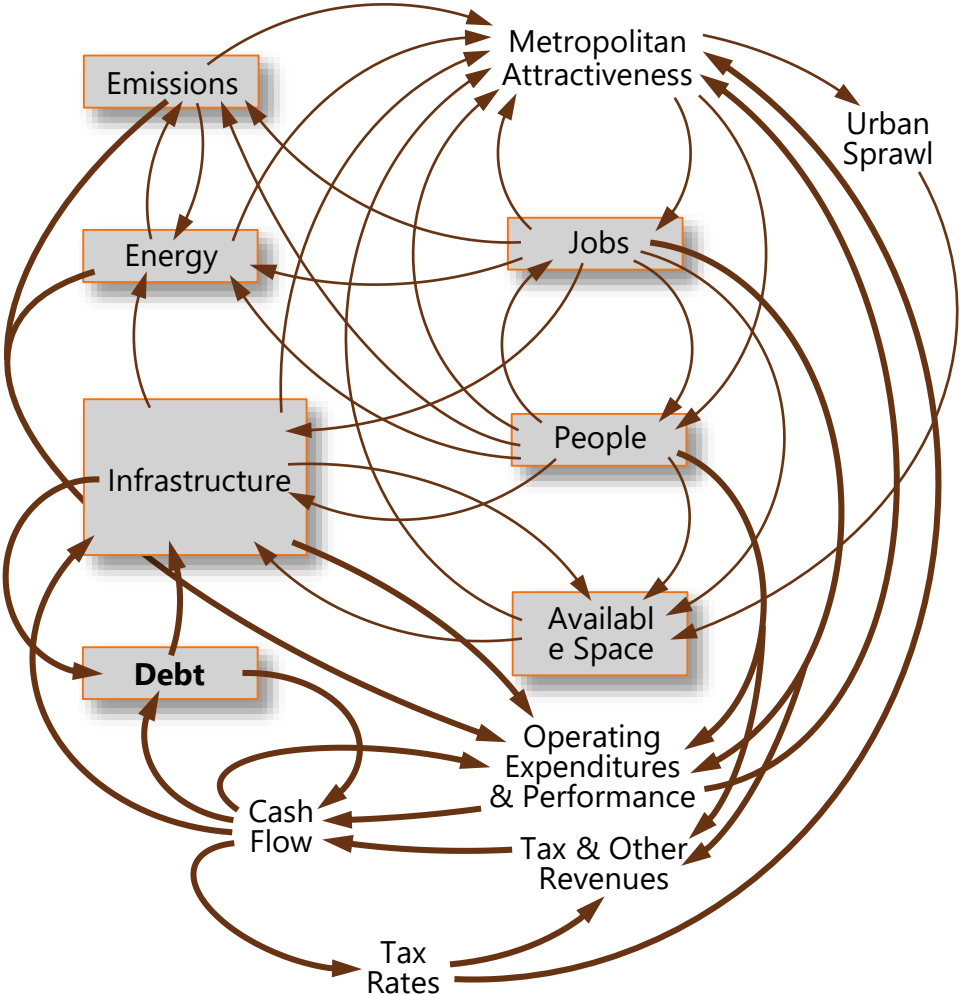 Metropolitan
Attractiveness
Emissions
Urban
Sprawl
Jobs
Energy
People
Infrastructure
Availabl
e Space
Debt
Operating
Expenditures
& Performance
Cash
Flow
Tax & Other
Revenues
Tax
Rates